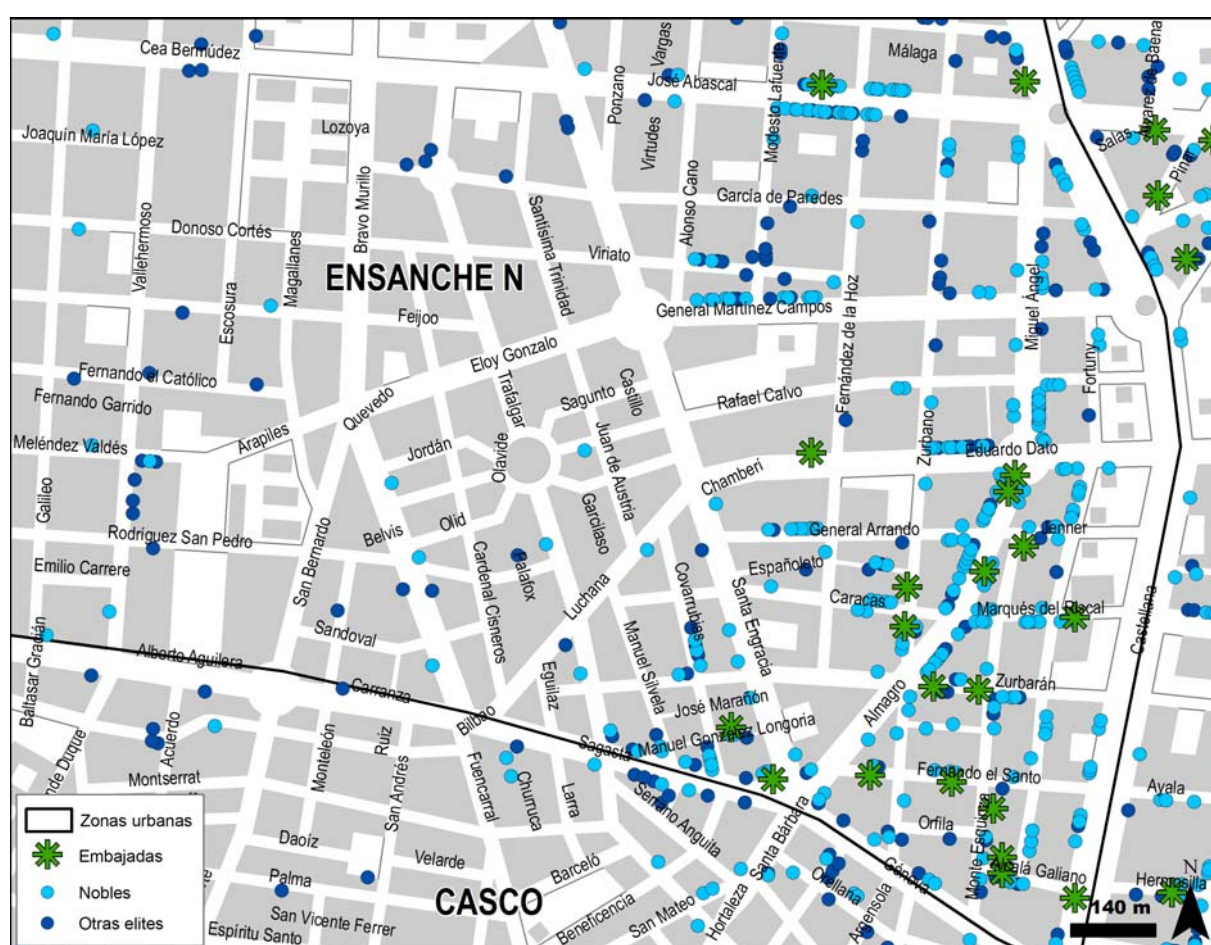 Cea Bermúdez
Vargas
Modesto Lafuente
Málaga
Álvarez de Baena
José Abascal
Ponzano
Virtudes
Joaquín María López
Lozoya
Salas
Pinar
Bravo Murillo
García de Paredes
Alonso Cano
Vallehermoso
Donoso Cortés
Magallanes
Santísima Trinidad
Viriato
ENSANCHE N
Escosura
Feijoo
General Martínez Campos
Fernández de la Hoz
Miguel Ángel
Fortuny
Eloy Gonzalo
Fernando el Católico
Fernando Garrido
Quevedo
Trafalgar
Sagunto
Castillo
Rafael Calvo
Zurbano
Arapiles
Meléndez Valdés
Jordán
Olavide
Juan de Austria
Eduardo Dato
Galileo
Chamberí
Garcilaso
Rodríguez San Pedro
Belvis
Olid
General Arrando
Jenner
Emilio Carrere
San Bernardo
Cardenal Cisneros
Palafox
Luchana
Covarrubias
Españoleto
Santa Engracia
Caracas
Marqués del Riscal
Castellana
Sandoval
Baltasar Gracián
Alberto Aguilera
Carranza
Eguilaz
Manuel Silvela
José Marañón
Almagro
Zurbarán
Bilbao
Manuel González Longoria
Sagasta
Acuerdo
Monteleón
Ruiz
Montserrat
San Andrés
Fuencarral
Churruca
Larra
Serrano Anguita
Santa Bárbara
Fernando el Santo
Ayala
Orfila
Monte Esquinza
Daoíz
Velarde
Barceló
Génova
Alcalá Galiano
Orellana
Argensola
Hermosilla
Palma
CASCO
Beneficencia
San Mateo
Hortaleza
San Vicente Ferrer
Espíritu Santo
Zonas urbanas
Embajadas
Nobles
Otras elites
N
140 m